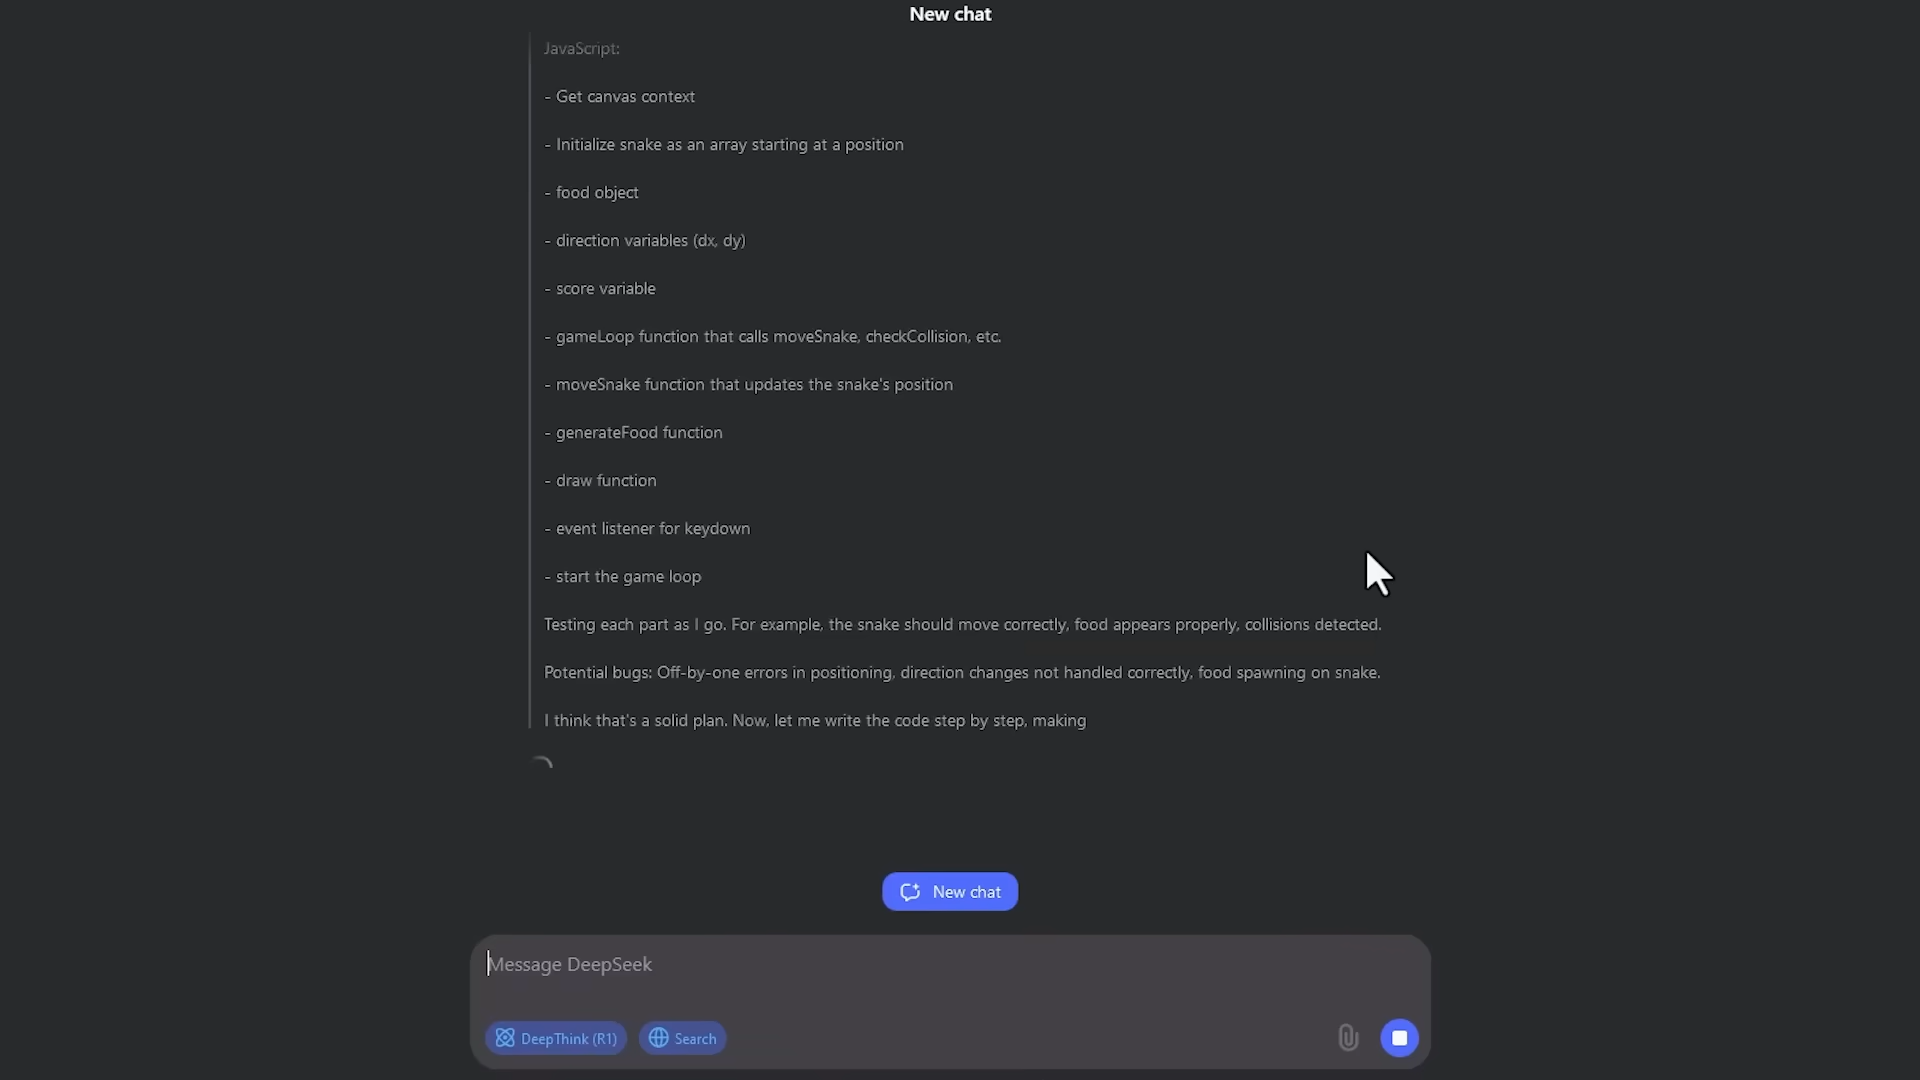 New chat
JavaScript:
- Get canvas context
- Initialize snake as an array starting at a position
- food object
- direction variables (dx, dy)
- score variable
- gameLoop function that calls moveSnake, checkCollision, etc.
- moveSnake function that updates the snake's position
- generateFood function
- draw function
- event listener for keydown
- start the game loop
Testing each part as I go. For example, the snake should move correctly, food appears properly, collisions detected.
Potential bugs: Off-by-one errors in positioning, direction changes not handled correctly, food spawning on snake.
I think that's a solid plan. Now, let me write the code step by step, making
New chat
Message DeepSeek
DeepThink (R1) Search